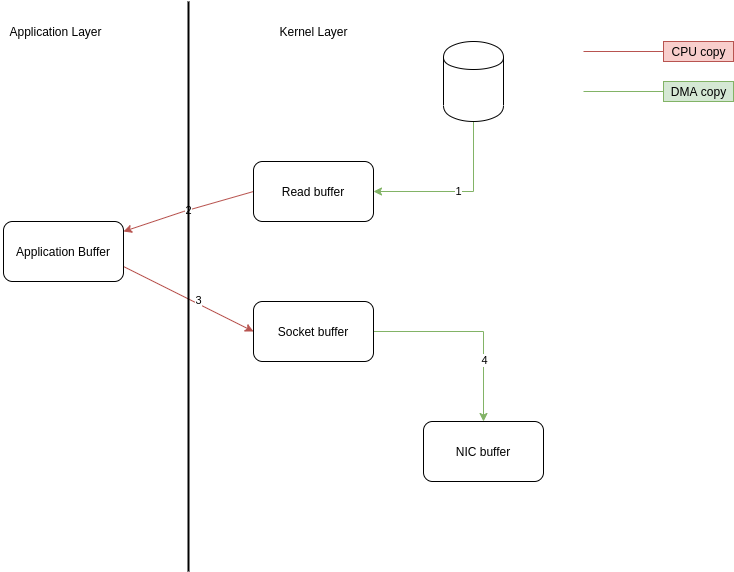 Application Layer
Kernel Layer
CPU copy
DMA copy
Read buffer
1
2
Application Buffer
3
Socket buffer
4
NIC buffer